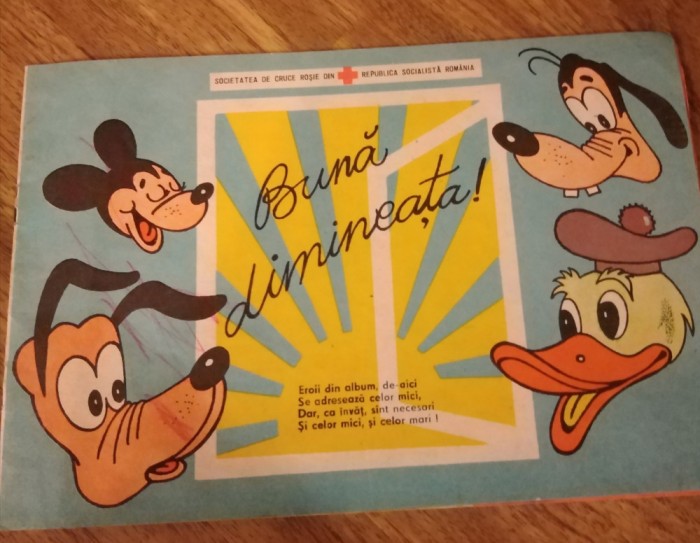 SOCIETATEA DE CRUCE ROȘIE DIN REPUBLICA SOCIALISTĂ ROMÂNIA
Bună
dimineața!
Eroii din album, de-aici
Se adresează celor mici,
Dar, ca învăț, sînt necesari
Și celor mici, și celor mari !